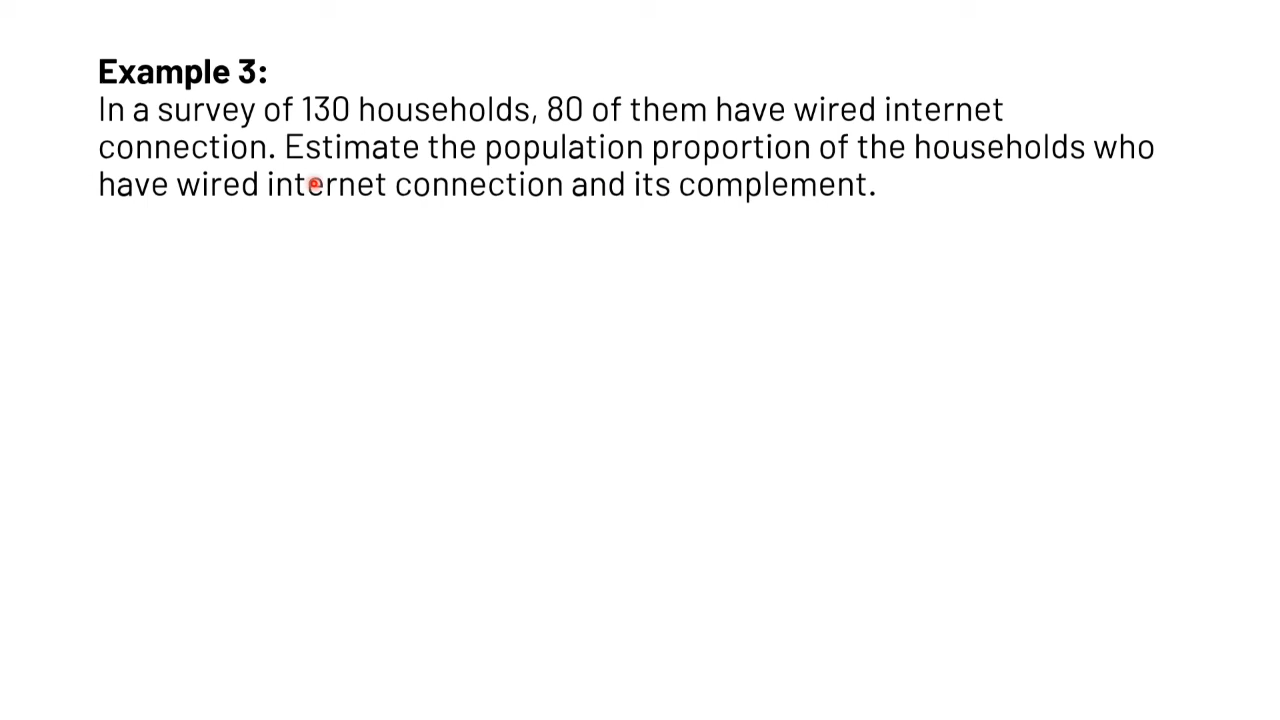 Example 3:
In a survey of 130 households, 80 of them have wired internet
connection. Estimate the population proportion of the households who
have wired internet connection and its complement.